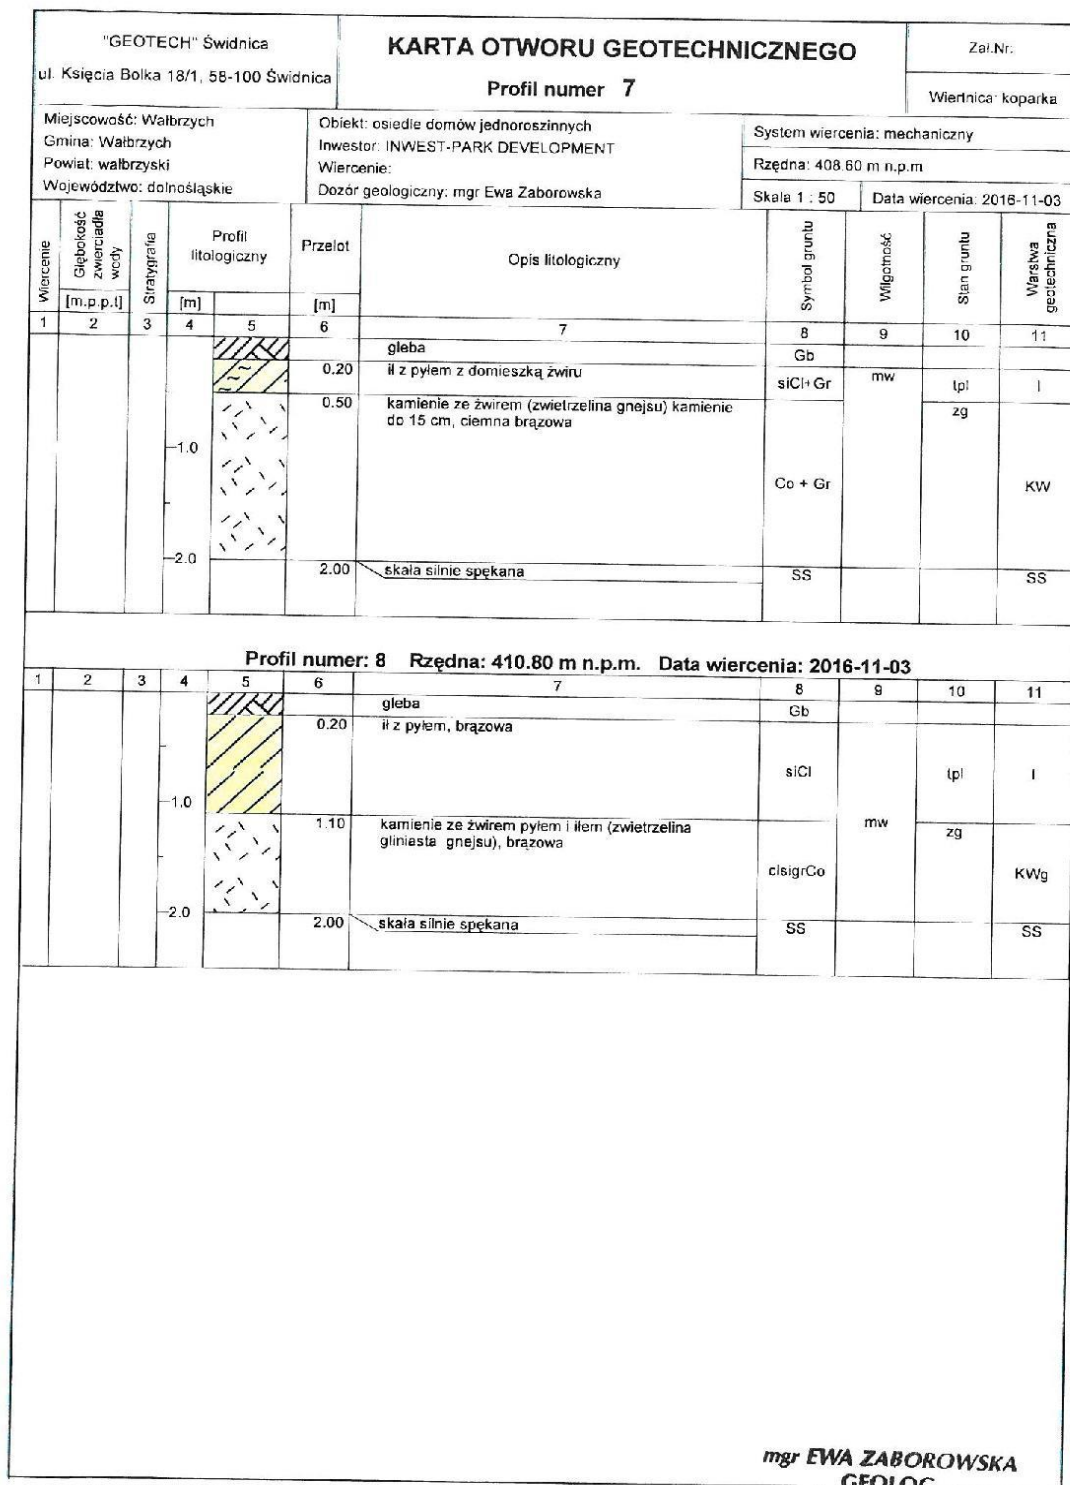 "GEOTECH" Świdnica
ul. Księcia Bolka 18/1, 58-100 Świdnica
KARTA OTWORU GEOTECHNICZNEGO
Profil numer 7
Zał.Nr:
Wiertnica: koparka
Miejscowość: Wałbrzych
Gmina: Wałbrzych
Powiat: wałbrzyski
Województwo: dolnośląskie
Obiekt: osiedle domów jednoroszinnych
Inwestor: INWEST-PARK DEVELOPMENT
Wiercenie:
Dozór geologiczny: mgr Ewa Zaborowska
System wiercenia: mechaniczny
Rzędna: 408.60 m n.p.m
Skala 1 : 50
Data wiercenia: 2016-11-03
Wiercenie
Głębokość zwierciadła wody
[m.p.p.t]
Stratygrafia
Profil litologiczny
[m]
Przelot
[m]
Opis litologiczny
Symbol gruntu
Wilgotność
Stan gruntu
Warstwa geotechniczna
1 2 3 4 5 6 7 8 9 10 11
gleba Gb
0.20 ił z pyłem z domieszką żwiru siCl+Gr mw tpl I
0.50 kamienie ze żwirem (zwietrzelina gnejsu) kamienie zg
do 15 cm, ciemna brązowa
1.0
Co + Gr KW
2.0
2.00 skała silnie spękana SS SS
Profil numer: 8 Rzędna: 410.80 m n.p.m. Data wiercenia: 2016-11-03
1 2 3 4 5 6 7 8 9 10 11
gleba Gb
0.20 ił z pyłem, brązowa
siCl tpl I
1.0
1.10 kamienie ze żwirem pyłem i iłem (zwietrzelina mw zg
gliniasta gnejsu), brązowa
clsigrCo KWg
2.0
2.00 skała silnie spękana SS SS
mgr EWA ZABOROWSKA
GEOLOG